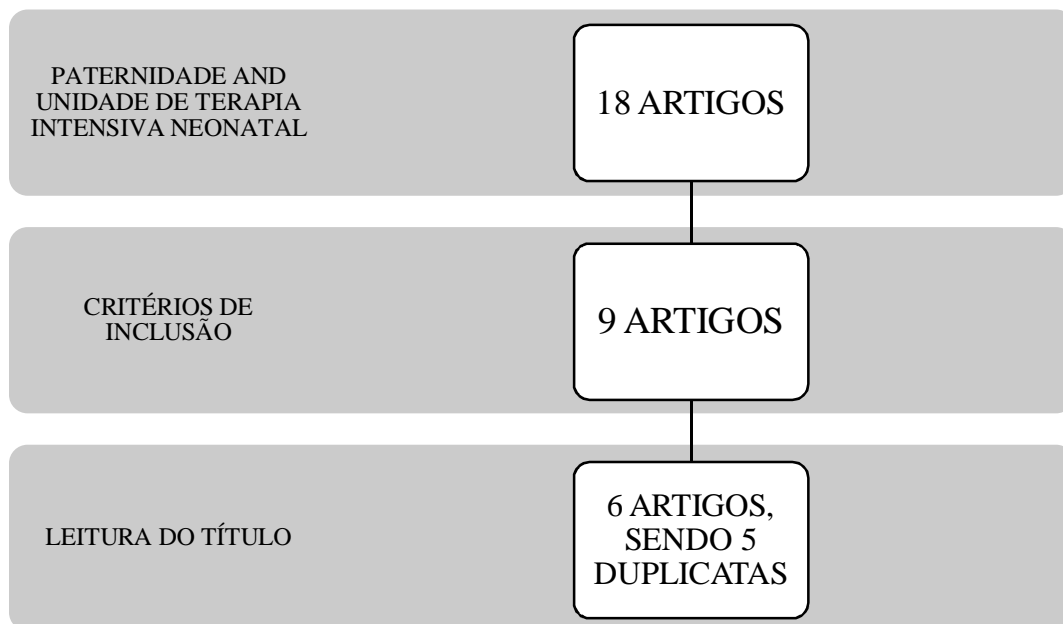 PATERNIDADE AND
UNIDADE DE TERAPIA
INTENSIVA NEONATAL
18 ARTIGOS
CRITÉRIOS DE
INCLUSÃO
9 ARTIGOS
LEITURA DO TÍTULO
6 ARTIGOS,
SENDO 5
DUPLICATAS